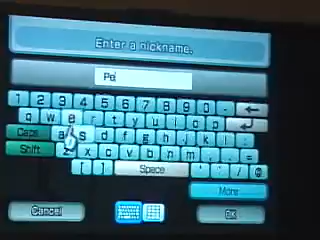 Enter a nickname.
Pe
1 2 3 4 5 6 7 8 9 0 -
q w e r t y u i o p
Caps a s d f g h j k l ; '
Shift z x c v b n m , . =
[ ] Space ' / @
More
Cancel OK